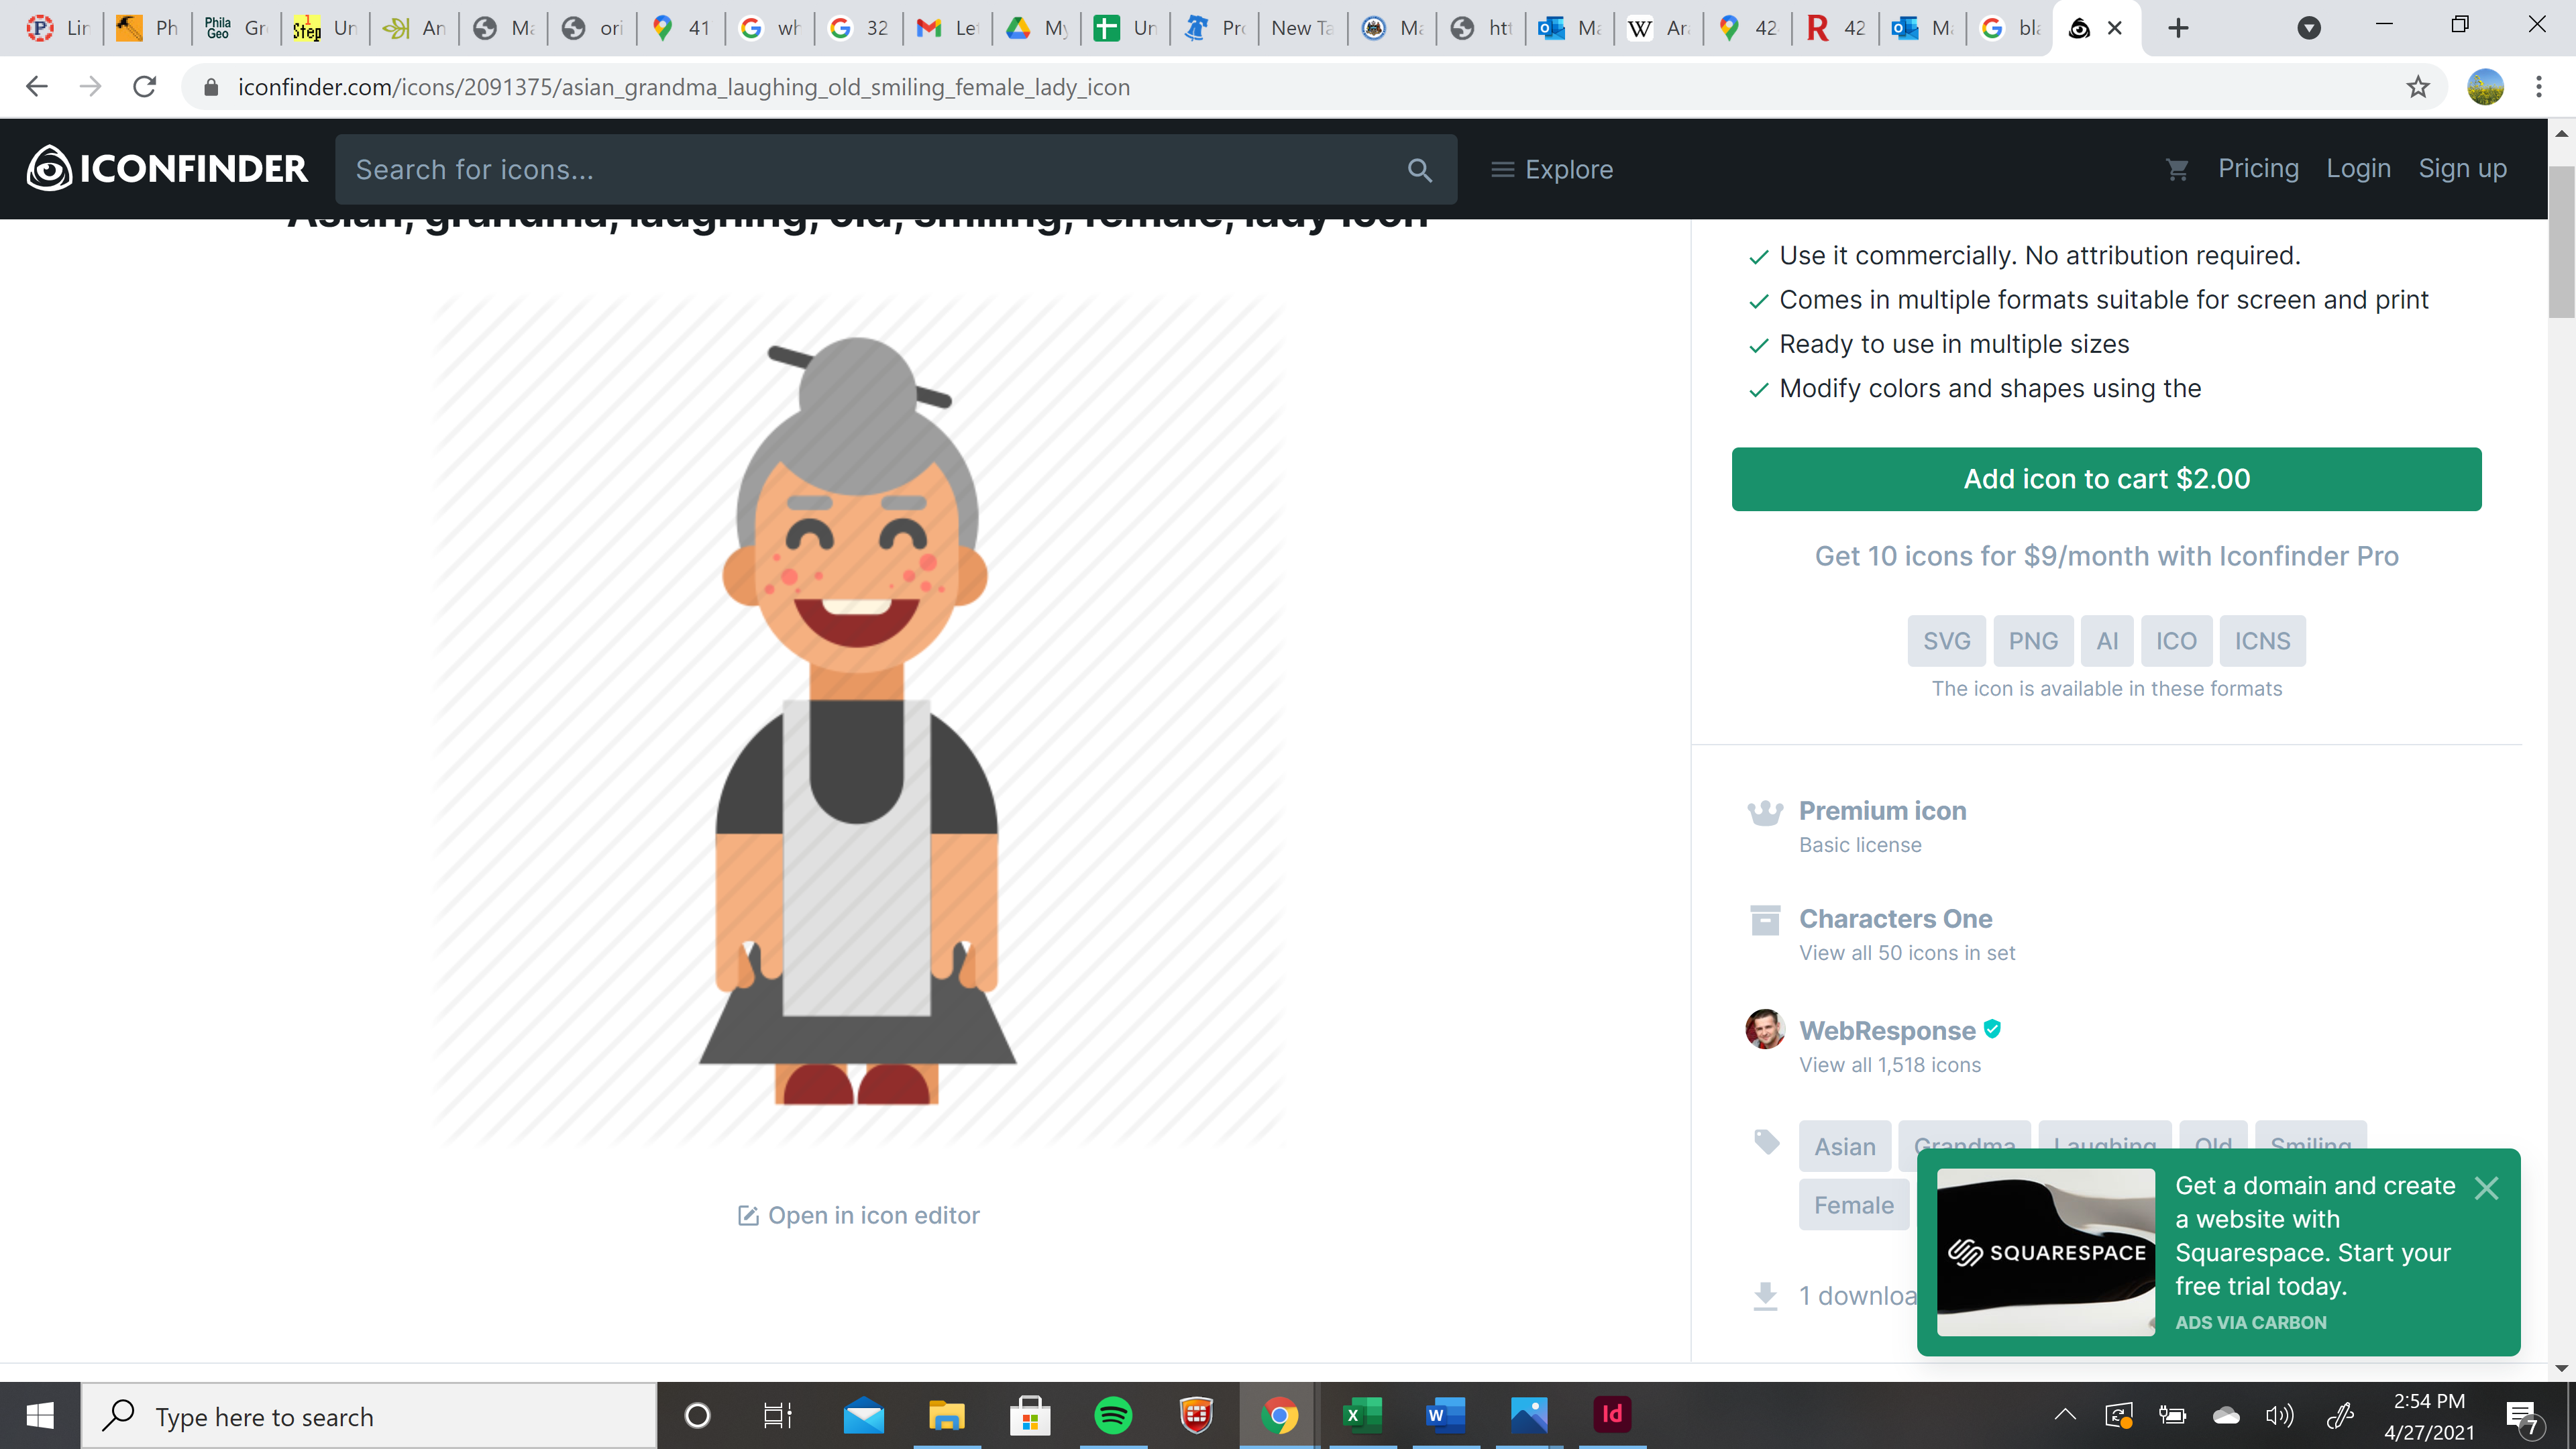 Lin
Ph
Phila
Geo
Gr
1
Step
Un
An
Ma
ori
41
wh
32
Le
My
Un
Pro
New Ta
Ma
htt
Ma
W
Ar
42
R
42
Ma
bla
iconfinder.com/icons/2091375/asian_grandma_laughing_old_smiling_female_lady_icon
ICONFINDER
Search for icons...
Explore
Pricing
Login
Sign up
Asian, grandma, laughing, old, smiling, female, lady icon
Use it commercially. No attribution required.
Comes in multiple formats suitable for screen and print
Ready to use in multiple sizes
Modify colors and shapes using the
Add icon to cart $2.00
Get 10 icons for $9/month with Iconfinder Pro
SVG PNG AI ICO ICNS
The icon is available in these formats
Premium icon
Basic license
Characters One
View all 50 icons in set
WebResponse
View all 1,518 icons
Asian Grandma Laughing Old Smiling
Female
1 downloa
Open in icon editor
SQUARESPACE
Get a domain and create
a website with
Squarespace. Start your
free trial today.
ADS VIA CARBON
Type here to search
X
W
Id
2:54 PM
4/27/2021
7